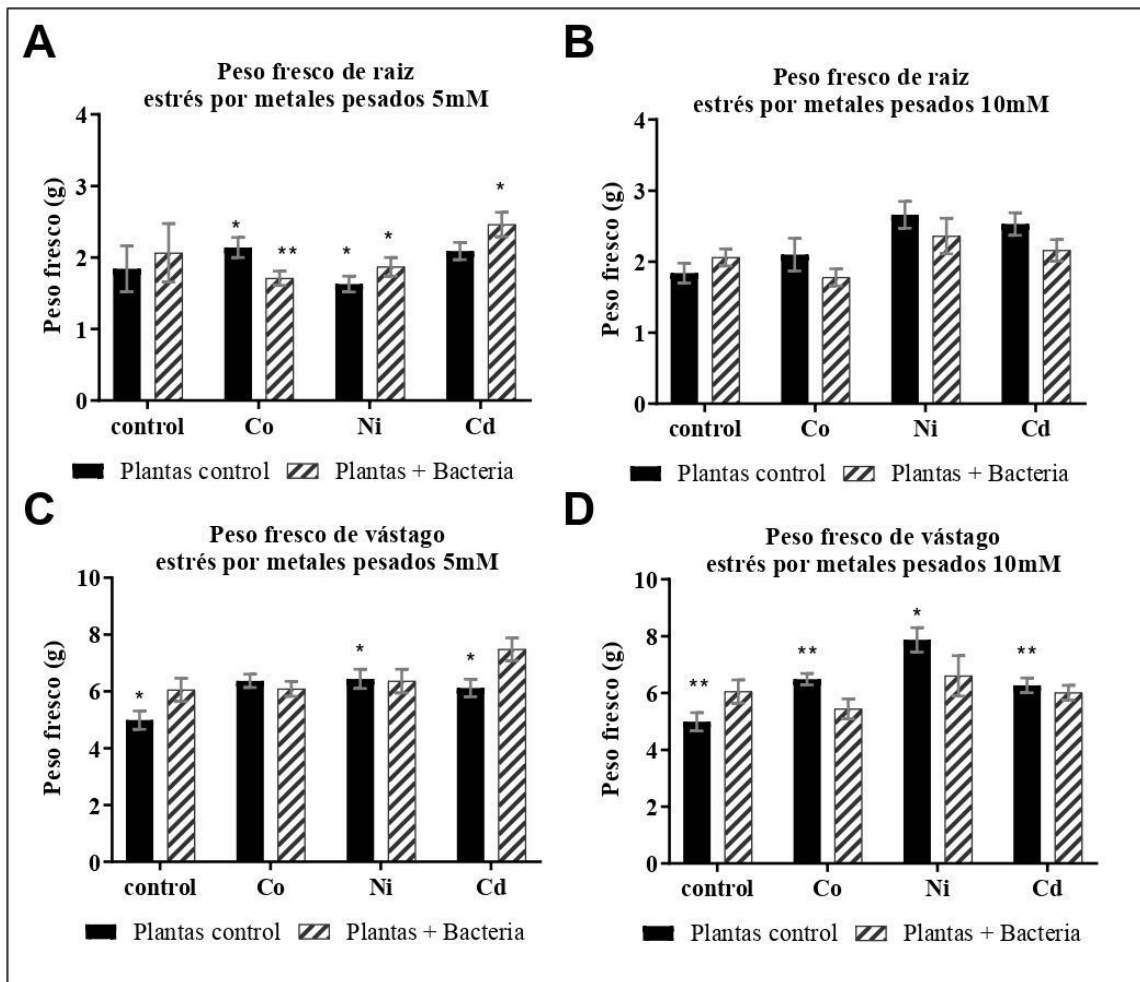 A
Peso fresco de raiz
estrés por metales pesados 5mM
Peso fresco (g)
4
3
2
1
0
*
**
*
*
*
control Co Ni Cd
Plantas control Plantas + Bacteria
B
Peso fresco de raiz
estrés por metales pesados 10mM
Peso fresco (g)
4
3
2
1
0
control Co Ni Cd
Plantas control Plantas + Bacteria
C
Peso fresco de vástago
estrés por metales pesados 5mM
Peso fresco (g)
10
8
6
4
2
0
*
*
*
control Co Ni Cd
Plantas control Plantas + Bacteria
D
Peso fresco de vástago
estrés por metales pesados 10mM
Peso fresco (g)
10
8
6
4
2
0
**
**
*
**
control Co Ni Cd
Plantas control Plantas + Bacteria